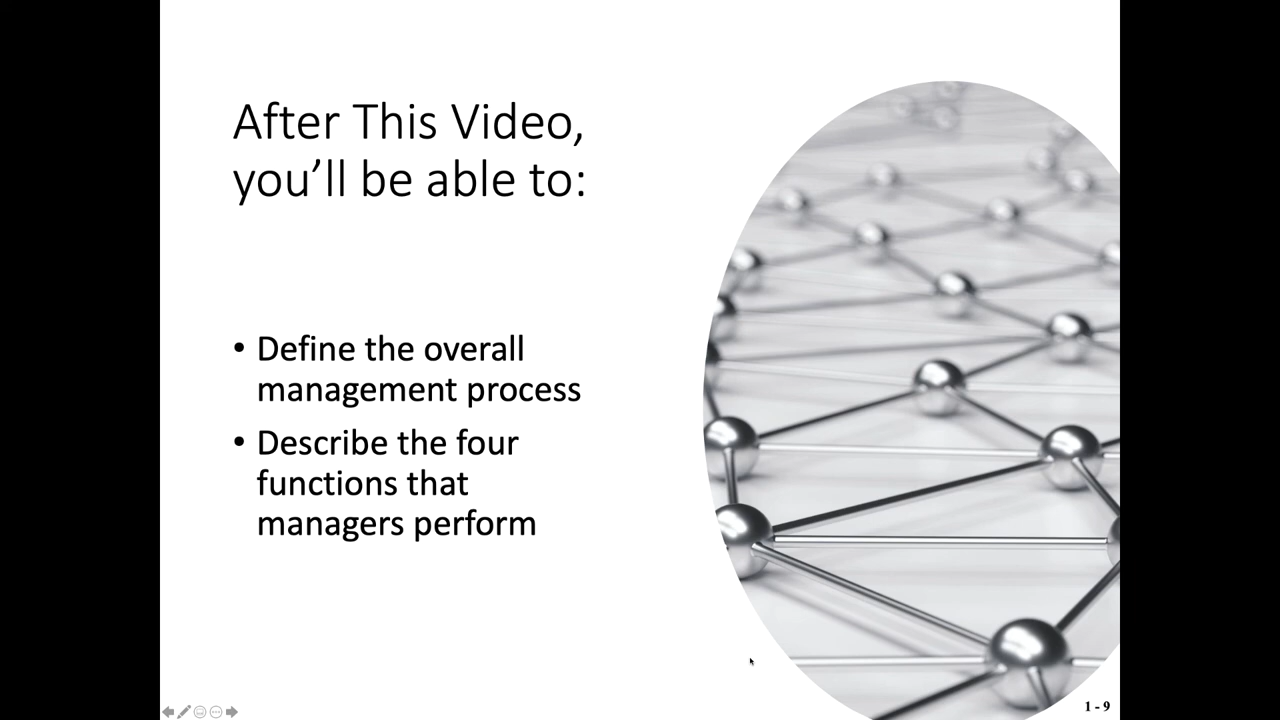 After This Video,
you’ll be able to:
• Define the overall
management process
• Describe the four
functions that
managers perform
1 - 9